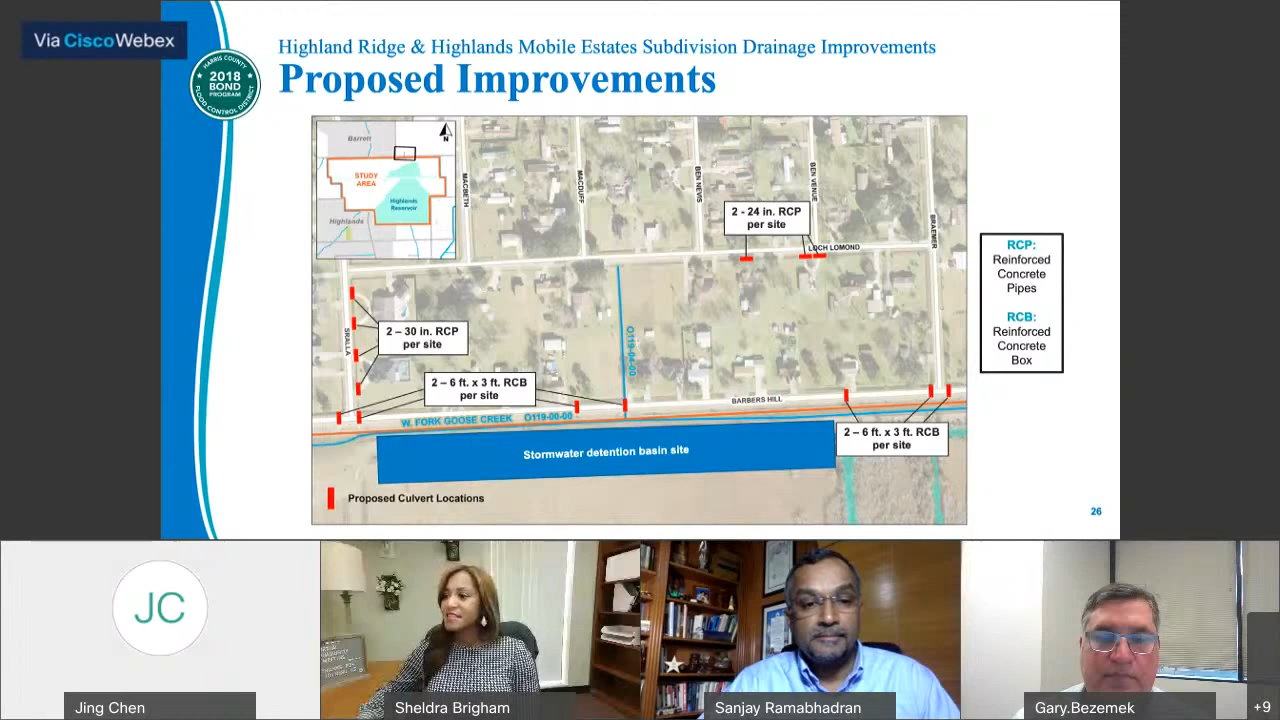 Via CiscoWebex
HARRIS COUNTY
2018
BOND
PROGRAM
FLOOD CONTROL DISTRICT
Highland Ridge & Highlands Mobile Estates Subdivision Drainage Improvements
Proposed Improvements
Barrett
N
STUDY
AREA
Highlands
Reservoir
Highlands
MACBETH
MACDUFF
BEN NEVIS
BEN VENUE
BRAEMER
2 - 24 in. RCP
per site
LOCH LOMOND
RCP:
Reinforced
Concrete
Pipes
RCB:
Reinforced
Concrete
Box
SRALLA
2 – 30 in. RCP
per site
O119-04-00
2 – 6 ft. x 3 ft. RCB
per site
BARBERS HILL
W. FORK GOOSE CREEK O119-00-00
2 – 6 ft. x 3 ft. RCB
per site
Stormwater detention basin site
Proposed Culvert Locations
26
JC
Jing Chen
Sheldra Brigham
Sanjay Ramabhadran
Gary.Bezemek
+9